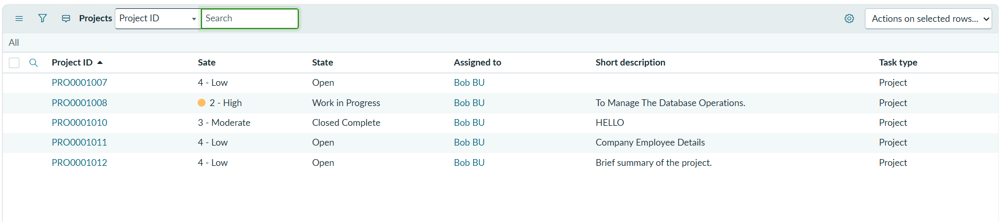 Projects Project ID Search Actions on selected rows...
All
Project ID Sate State Assigned to Short description Task type
PRO0001007 4 - Low Open Bob BU Project
PRO0001008 2 - High Work in Progress Bob BU To Manage The Database Operations. Project
PRO0001010 3 - Moderate Closed Complete Bob BU HELLO Project
PRO0001011 4 - Low Open Bob BU Company Employee Details Project
PRO0001012 4 - Low Open Bob BU Brief summary of the project. Project